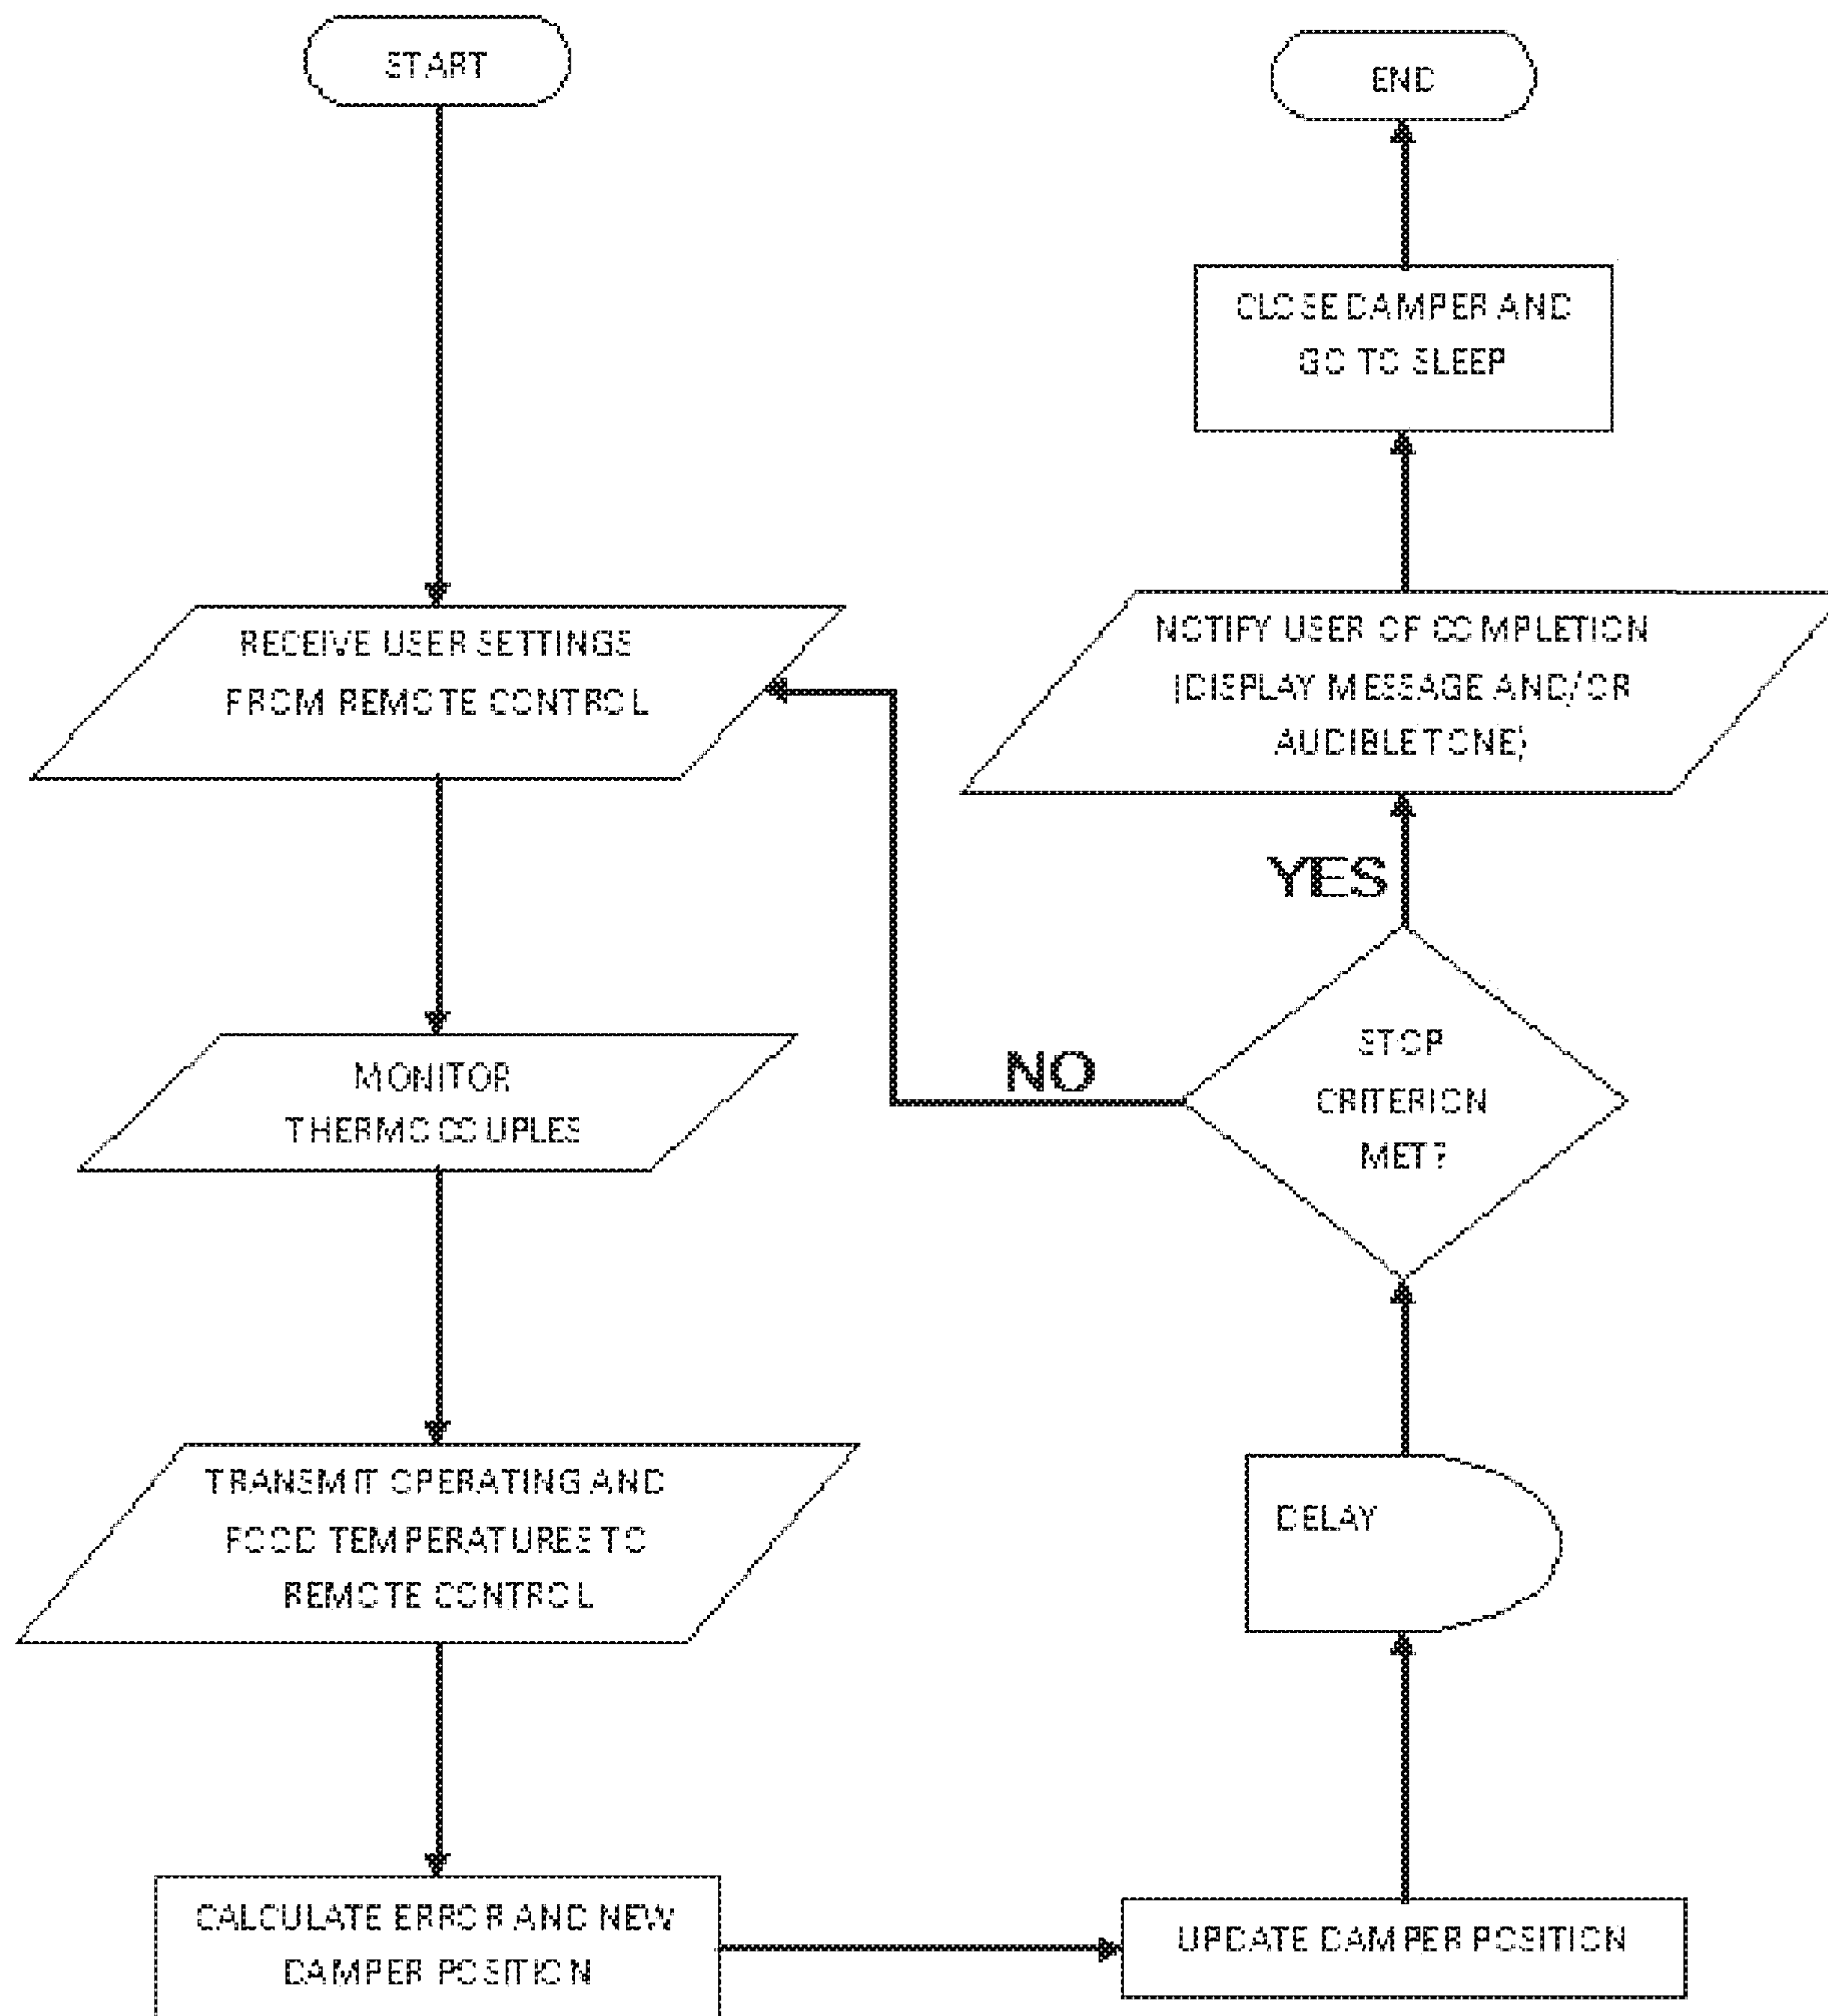 START
RECEIVE USER SETTINGS
FROM REMOTE CONTROL
MONITOR
THERMOCOUPLES
TRANSMIT OPERATING AND
FOOD TEMPERATURES TO
REMOTE CONTROL
CALCULATE ERROR AND NEW
DAMPER POSITION
UPDATE DAMPER POSITION
DELAY
STOP
CRITERION
MET?
NO
YES
NOTIFY USER OF COMPLETION
(DISPLAY MESSAGE AND/OR
AUDIBLE TONE)
CLOSE DAMPER AND
GO TO SLEEP
END